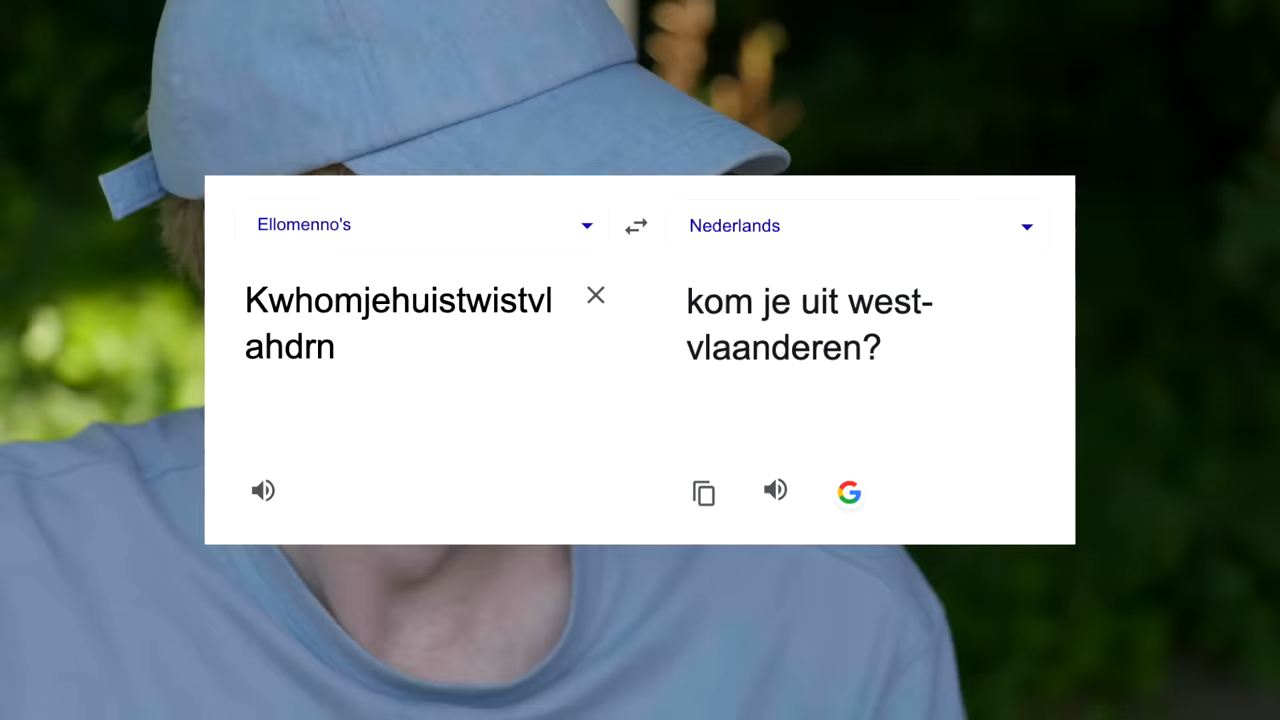 Ellomenno's
Nederlands
Kwhomjehuistwistvl
ahdrn
kom je uit west-
vlaanderen?